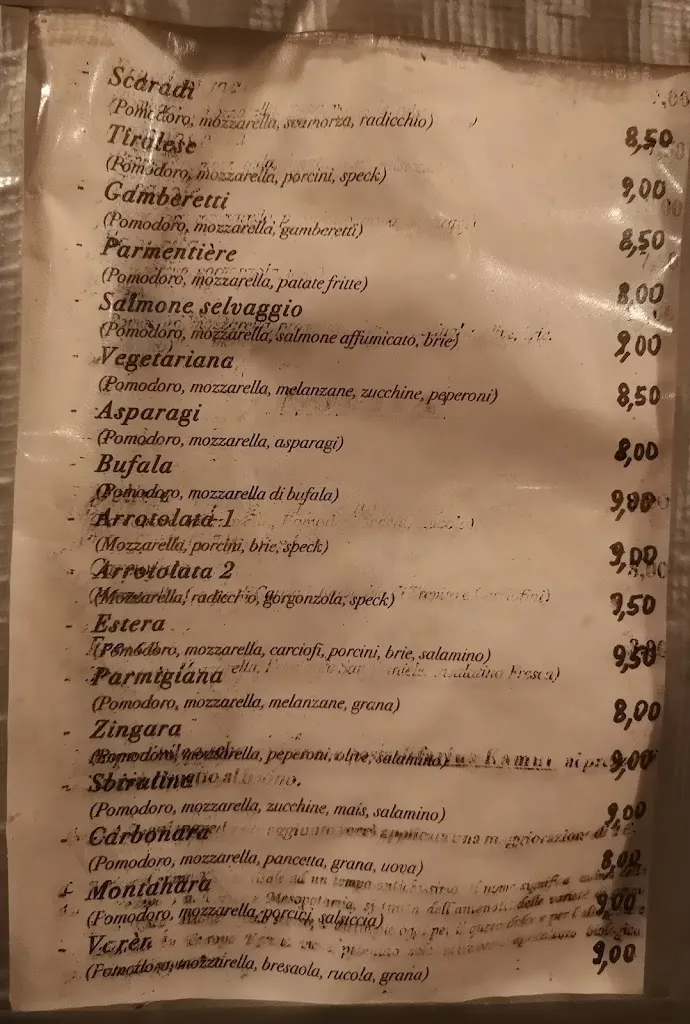 - Scaradi
(Pomodoro, mozzarella, scamorza, radicchio) 8,50
- Tiralese
(Pomodoro, mozzarella, porcini, speck) 9,00
- Gamberetti
(Pomodoro, mozzarella, gamberetti) 8,50
- Parmentière
(Pomodoro, mozzarella, patate fritte) 8,00
- Salmone selvaggio
(Pomodoro, mozzarella, salmone affumicato, brie) 9,00
- Vegetariana
(Pomodoro, mozzarella, melanzane, zucchine, peperoni) 8,50
- Asparagi
(Pomodoro, mozzarella, asparagi) 8,00
- Bufala
(Pomodoro, mozzarella di bufala) 9,00
- Arrotolata 1
(Mozzarella, porcini, brie, speck) 9,00
- Arrotolata 2
(Mozzarella, radicchio, gorgonzola, speck) 9,50
- Estera
(Pomodoro, mozzarella, carciofi, porcini, brie, salamino) 9,50
- Parmigiana
(Pomodoro, mozzarella, melanzane, grana) 8,00
- Zingara
(Pomodoro, mozzarella, peperoni, olive, salamino) 9,00
- Sbirulina
(Pomodoro, mozzarella, zucchine, mais, salamino) 9,00
- Carbonara
(Pomodoro, mozzarella, pancetta, grana, uova) 8,00
- Montanara
(Pomodoro, mozzarella, porcini, salsiccia) 9,00
- Verèn
(Pomodoro, mozzarella, bresaola, rucola, grana) 9,00